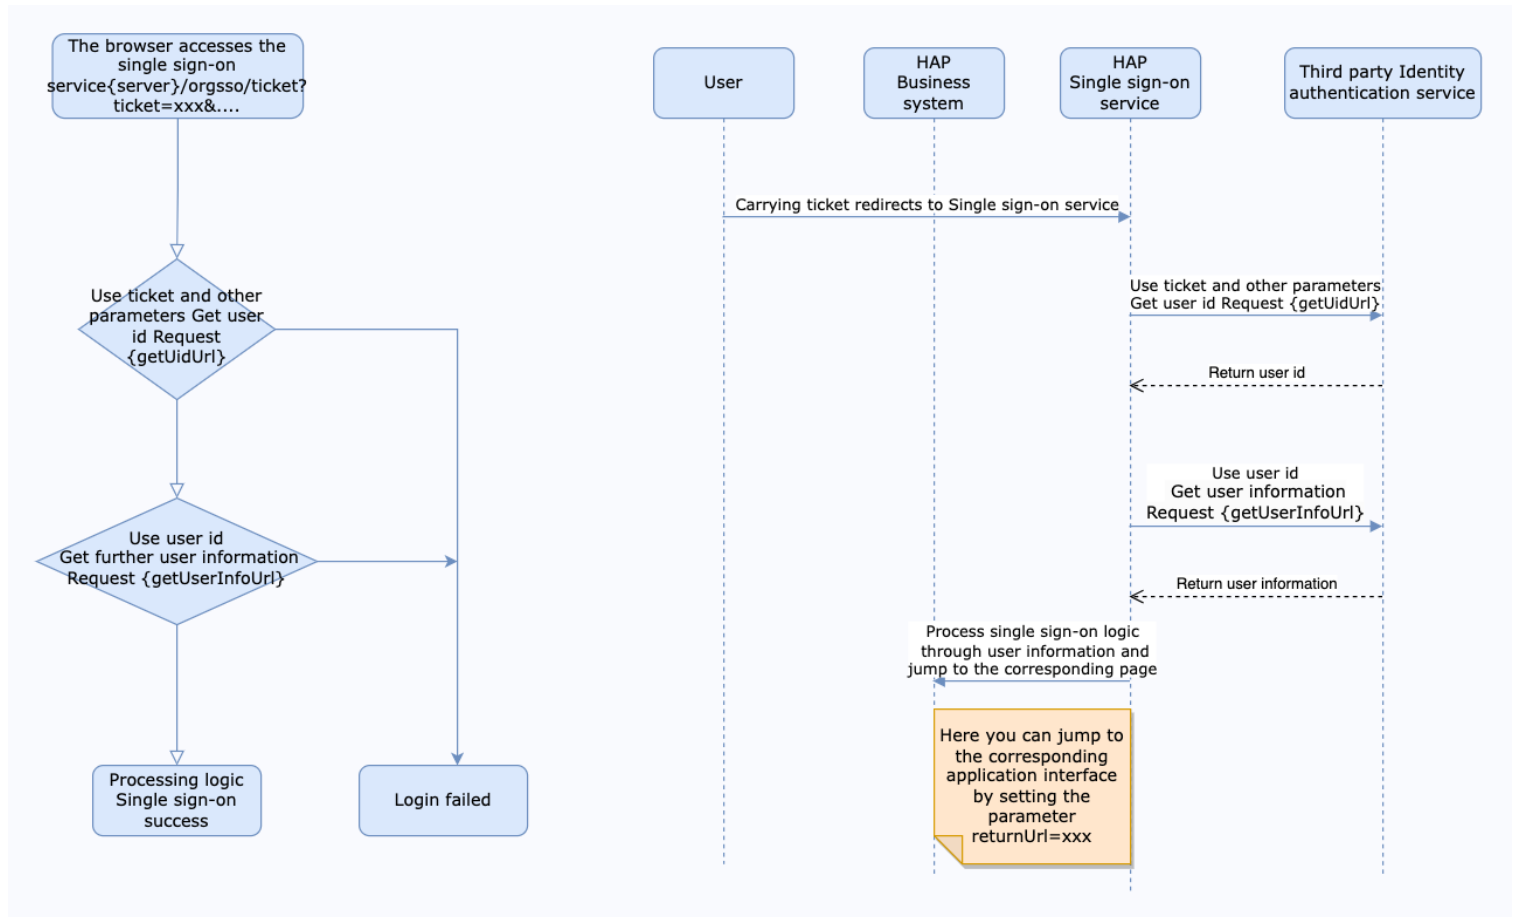 The browser accesses the
single sign-on
service{server}/orgsso/ticket?
ticket=xxx&....
Use ticket and other
parameters Get user
id Request
{getUidUrl}
Use user id
Get further user information
Request {getUserInfoUrl}
Processing logic
Single sign-on
success
Login failed
User
HAP
Business
system
HAP
Single sign-on
service
Third party Identity
authentication service
Carrying ticket redirects to Single sign-on service
Use ticket and other parameters
Get user id Request {getUidUrl}
Return user id
Use user id
Get user information
Request {getUserInfoUrl}
Return user information
Process single sign-on logic
through user information and
jump to the corresponding page
Here you can jump to
the corresponding
application interface
by setting the
parameter
returnUrl=xxx